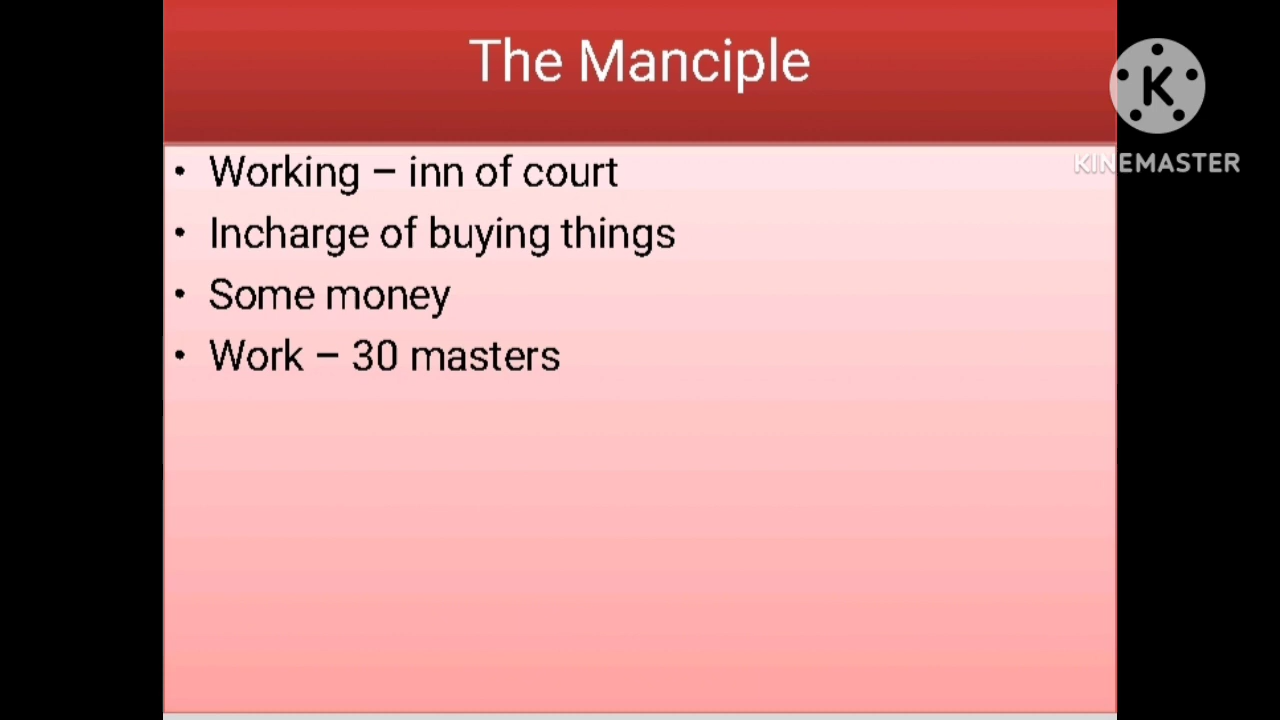 The Manciple
K
KINEMASTER
• Working – inn of court
• Incharge of buying things
• Some money
• Work – 30 masters